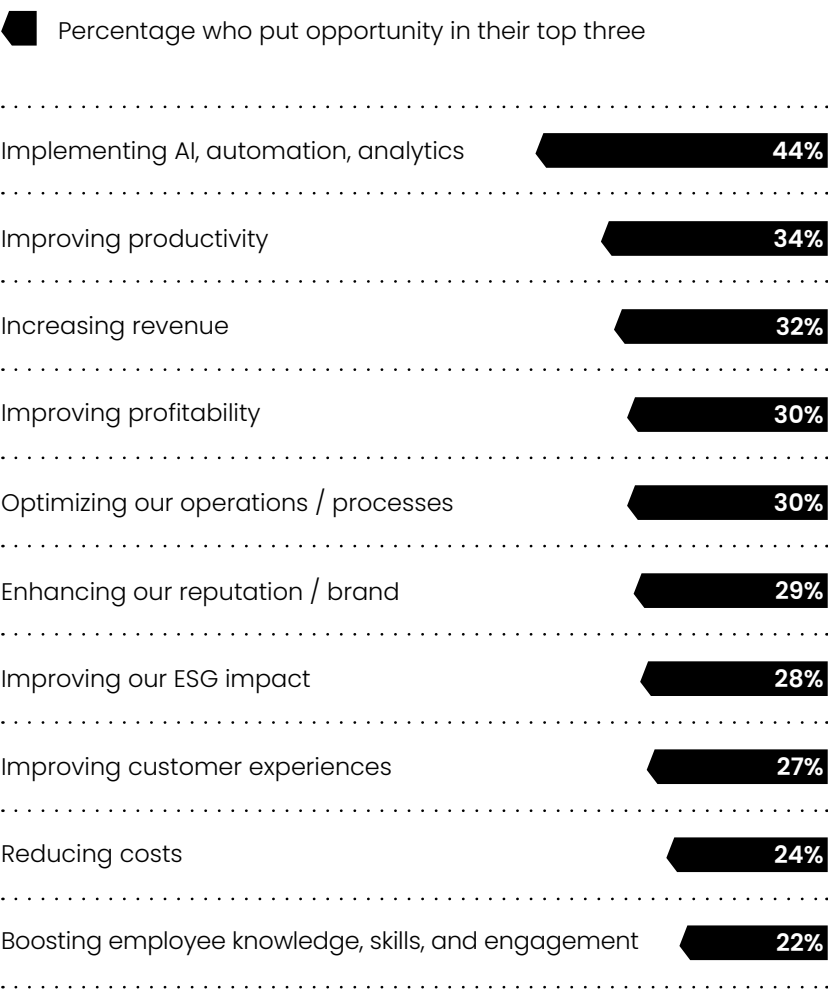 Percentage who put opportunity in their top three
Implementing AI, automation, analytics 44%
Improving productivity 34%
Increasing revenue 32%
Improving profitability 30%
Optimizing our operations / processes 30%
Enhancing our reputation / brand 29%
Improving our ESG impact 28%
Improving customer experiences 27%
Reducing costs 24%
Boosting employee knowledge, skills, and engagement 22%